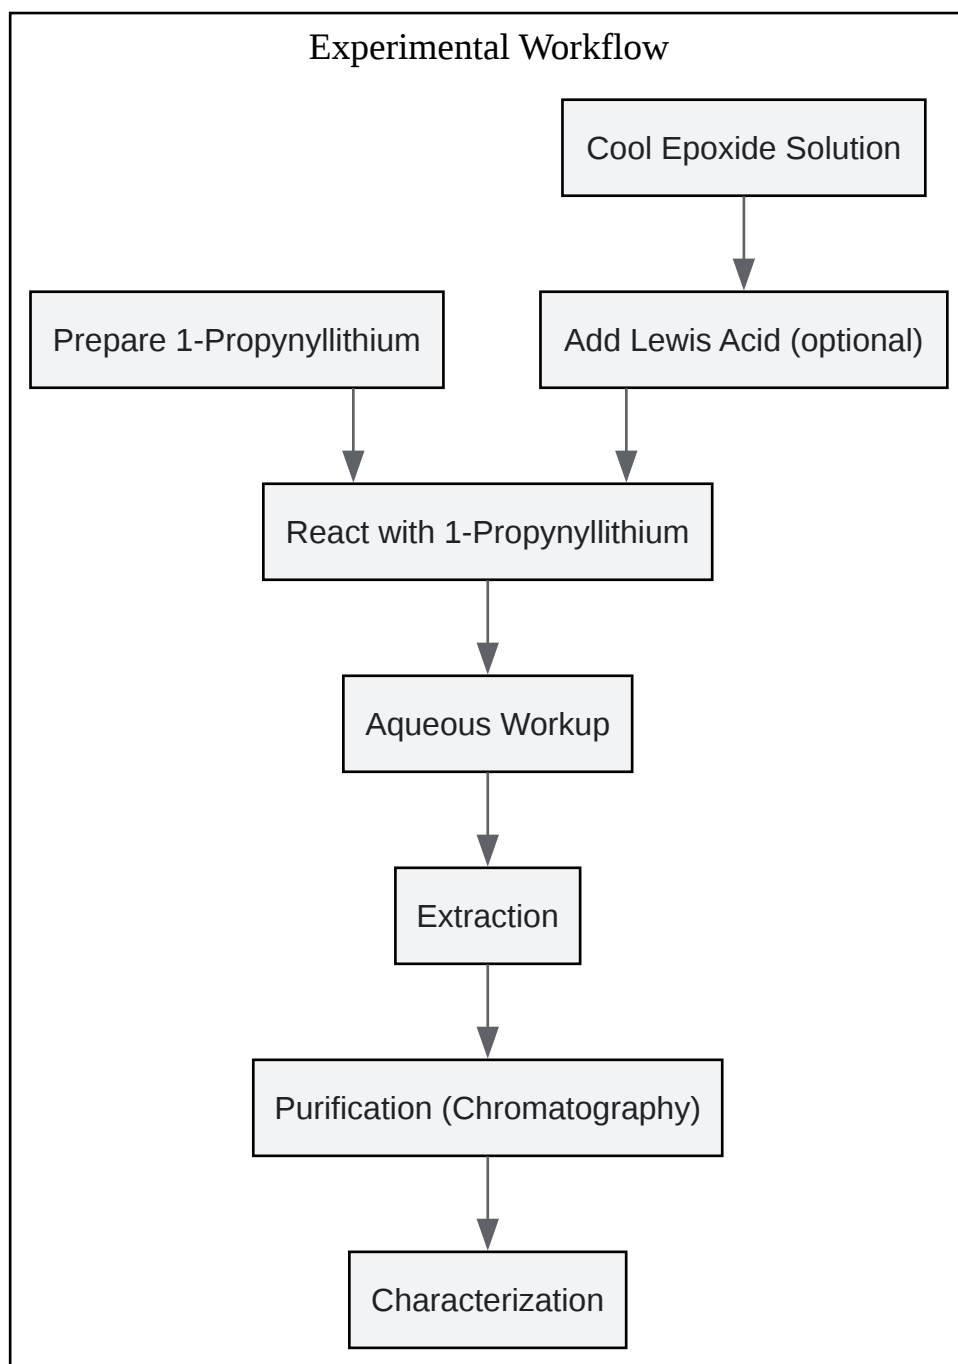 Experimental Workflow
Cool Epoxide Solution
Prepare 1-Propynyllithium
Add Lewis Acid (optional)
React with 1-Propynyllithium
Aqueous Workup
Extraction
Purification (Chromatography)
Characterization